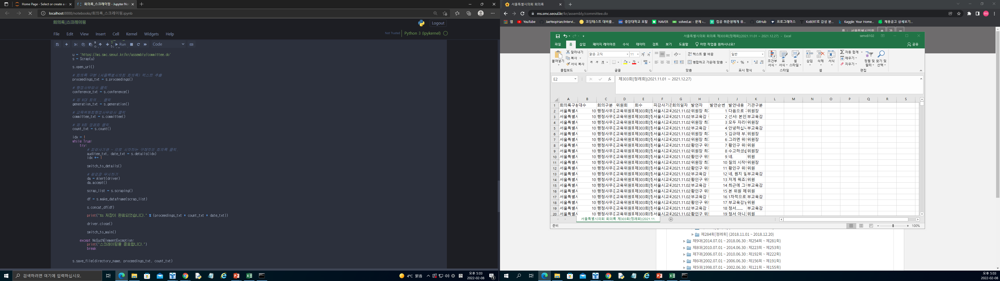 Home Page - Select or create a n
회의록_스크레이핑 - Jupyter No
localhost:8888/notebooks/회의록_스크레이핑.ipynb
회의록_스크레이핑
Logout
File Edit View Insert Cell Kernel Widgets Help
Not Trusted
Python 3 (ipykernel)
Run
Code
u = 'https://ms.smc.seoul.kr/kr/assembly/committee.do'
s = Scrap(u)
s.open_url()
# 회의록 구분 (서울특별시의회 회의록) 텍스트 추출
proceedings_txt = s.proceedings()
# 행정사무감사 클릭
conference_txt = s.conference()
# 제 N대 회의... 클릭
generation_txt = s.generation()
# 교육위원회행정사무감사 클릭
committee_txt = s.committee()
# 제 N회 정례회 클릭
count_txt = s.count()
idx = 1
while True:
try:
# 피감사기관 - 으로 시작하는 구체적인 회의록 클릭.
auditee_txt, date_txt = s.details(idx)
idx += 1
switch_to_details()
# 팝업창 무시하기
da = Alert(driver)
da.accept()
scrap_list = s.scraping()
df = s.make_dataframe(scrap_list)
s.concat_df(df)
print("%s 저장이 완료되었습니다." % (proceedings_txt + count_txt + date_txt))
driver.close()
switch_to_main()
except NoSuchElementException:
print("스크레이핑을 종료합니다.")
break
s.save_file(directory_name, proceedings_txt, count_txt)
검색하려면 여기에 입력하십시오.
4°C 맑음
오후 5:03
2022-02-08
서울특별시의회 회의록
ms.smc.seoul.kr/kr/assembly/committee.do
앱 YouTube JaeYeopHan/Intervi... 코딩테스트 대비를... 중앙대학교 포탈 NAVER solved.ac - 문제 ›... 컴공 취준생에게 유... GitHub 프로그래머스 KoBERT로 감성 분... Kaggle: Your Home... 채용공고 상세보기...
홈 서울특별시의회 + 가 −
서울특별시의회 회의록 제303회[정례회](2021.11.01 ~ 2021.12.27) - Excel
senvdi102
파일 홈 삽입 페이지 레이아웃 수식 데이터 검토 보기 도움말 어떤 작업을 원하시나요?
공유
붙여넣기 잘라내기 복사 서식 복사
맑은 고딕 11
텍스트 줄 바꿈
병합하고 가운데 맞춤
일반
조건부 서식 표 서식 셀 스타일
삽입 삭제 서식
자동 합계 채우기 지우기
정렬 및 필터 찾기 및 선택
클립보드 글꼴 맞춤 표시 형식 스타일 셀 편집
E2 제303회[정례회](2021.11.01 ~ 2021.12.27)
A B C D E F G H I J K L M N O P Q R S
1 회의록구분 대수 회의구분 위원회 회수 피감사기관 회의일자 발언자 발언순번 발언내용 기관구분
2 서울특별시 10 행정사무감 교육위원회 제303회[정 서울시교육 2021.11.02 위원장 최기 1 다음으로 위원장
3 서울특별시 10 행정사무감 교육위원회 제303회[정 서울시교육 2021.11.02 부교육감 2 선서! 본인 부교육감
4 서울특별시 10 행정사무감 교육위원회 제303회[정 서울시교육 2021.11.02 위원장 최기 3 모두 자리에 위원장
5 서울특별시 10 행정사무감 교육위원회 제303회[정 서울시교육 2021.11.02 부교육감 4 안녕하십니 부교육감
6 서울특별시 10 행정사무감 교육위원회 제303회[정 서울시교육 2021.11.02 위원장 최기 5 김규태 부교 위원장
7 서울특별시 10 행정사무감 교육위원회 제303회[정 서울시교육 2021.11.02 위원장 최기 6 그러면 위원 위원장
8 서울특별시 10 행정사무감 교육위원회 제303회[정 서울시교육 2021.11.02 황인구 위원 7 황인구 위원 위원
9 서울특별시 10 행정사무감 교육위원회 제303회[정 서울시교육 2021.11.02 위원장 최기 8 수고하셨습 위원장
10 서울특별시 10 행정사무감 교육위원회 제303회[정 서울시교육 2021.11.02 황인구 위원 9 네. 위원
11 서울특별시 10 행정사무감 교육위원회 제303회[정 서울시교육 2021.11.02 위원장 최기 10 질의 시작 위원장
12 서울특별시 10 행정사무감 교육위원회 제303회[정 서울시교육 2021.11.02 황인구 위원 11 황인구 위원 위원
13 서울특별시 10 행정사무감 교육위원회 제303회[정 서울시교육 2021.11.02 부교육감 12 네, 뭔지 알 부교육감
14 서울특별시 10 행정사무감 교육위원회 제303회[정 서울시교육 2021.11.02 황인구 위원 13 저게 뭐죠? 위원
15 서울특별시 10 행정사무감 교육위원회 제303회[정 서울시교육 2021.11.02 부교육감 14 최근에 그 부교육감
16 서울특별시 10 행정사무감 교육위원회 제303회[정 서울시교육 2021.11.02 황인구 위원 15 본 위원 제 위원
17 서울특별시 10 행정사무감 교육위원회 제303회[정 서울시교육 2021.11.02 부교육감 16 1차적으로 부교육감
18 서울특별시 10 행정사무감 교육위원회 제303회[정 서울시교육 2021.11.02 황인구 위원 17 부교육감님 위원
19 서울특별시 10 행정사무감 교육위원회 제303회[정 서울시교육 2021.11.02 부교육감 18 정서...... 부교육감
20 서울특별시 10 행정사무감 교육위원회 제303회[정 서울시교육 2021.11.02 황인구 위원 19 정서 아니 위원
서울특별시의회 회의록 제303회(정례회)(2021.11.
준비
100%
제284회[정례회] (2018.11.01 ~ 2018.12.20)
제9대(2014.07.01 ~ 2018.06.30 : 제254회 ~ 제281회)
제8대(2010.07.01 ~ 2014.06.30 : 제223회 ~ 제253회)
제7대(2006.07.01 ~ 2010.06.30 : 제192회 ~ 제222회)
제6대(2002.07.01 ~ 2006.06.30 : 제156회 ~ 제191회)
제5대(1998.07.01 ~ 2002.06.30 : 제121회 ~ 제155회)
오후 5:03
2022-02-08